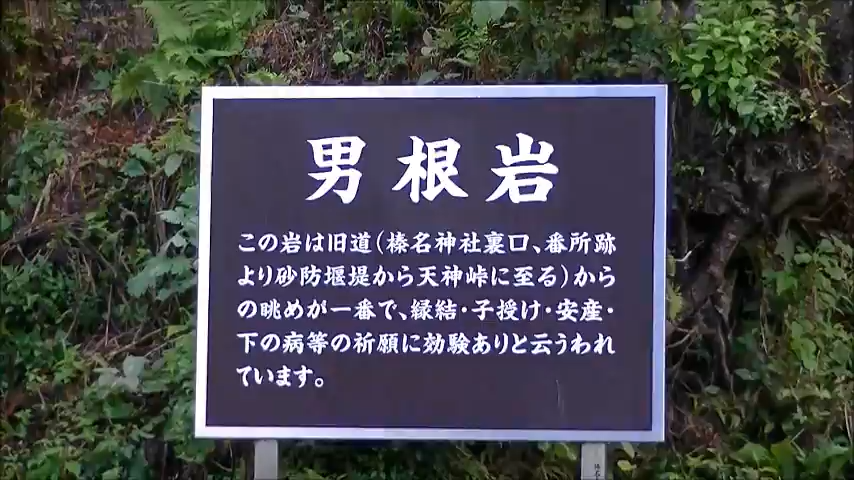 男根岩
この岩は旧道(榛名神社裏口、番所跡
より砂防堰堤から天神峠に至る)から
の眺めが一番で、縁結・子授け・安産・
下の病等の祈願に効験ありと云うわれ
ています。